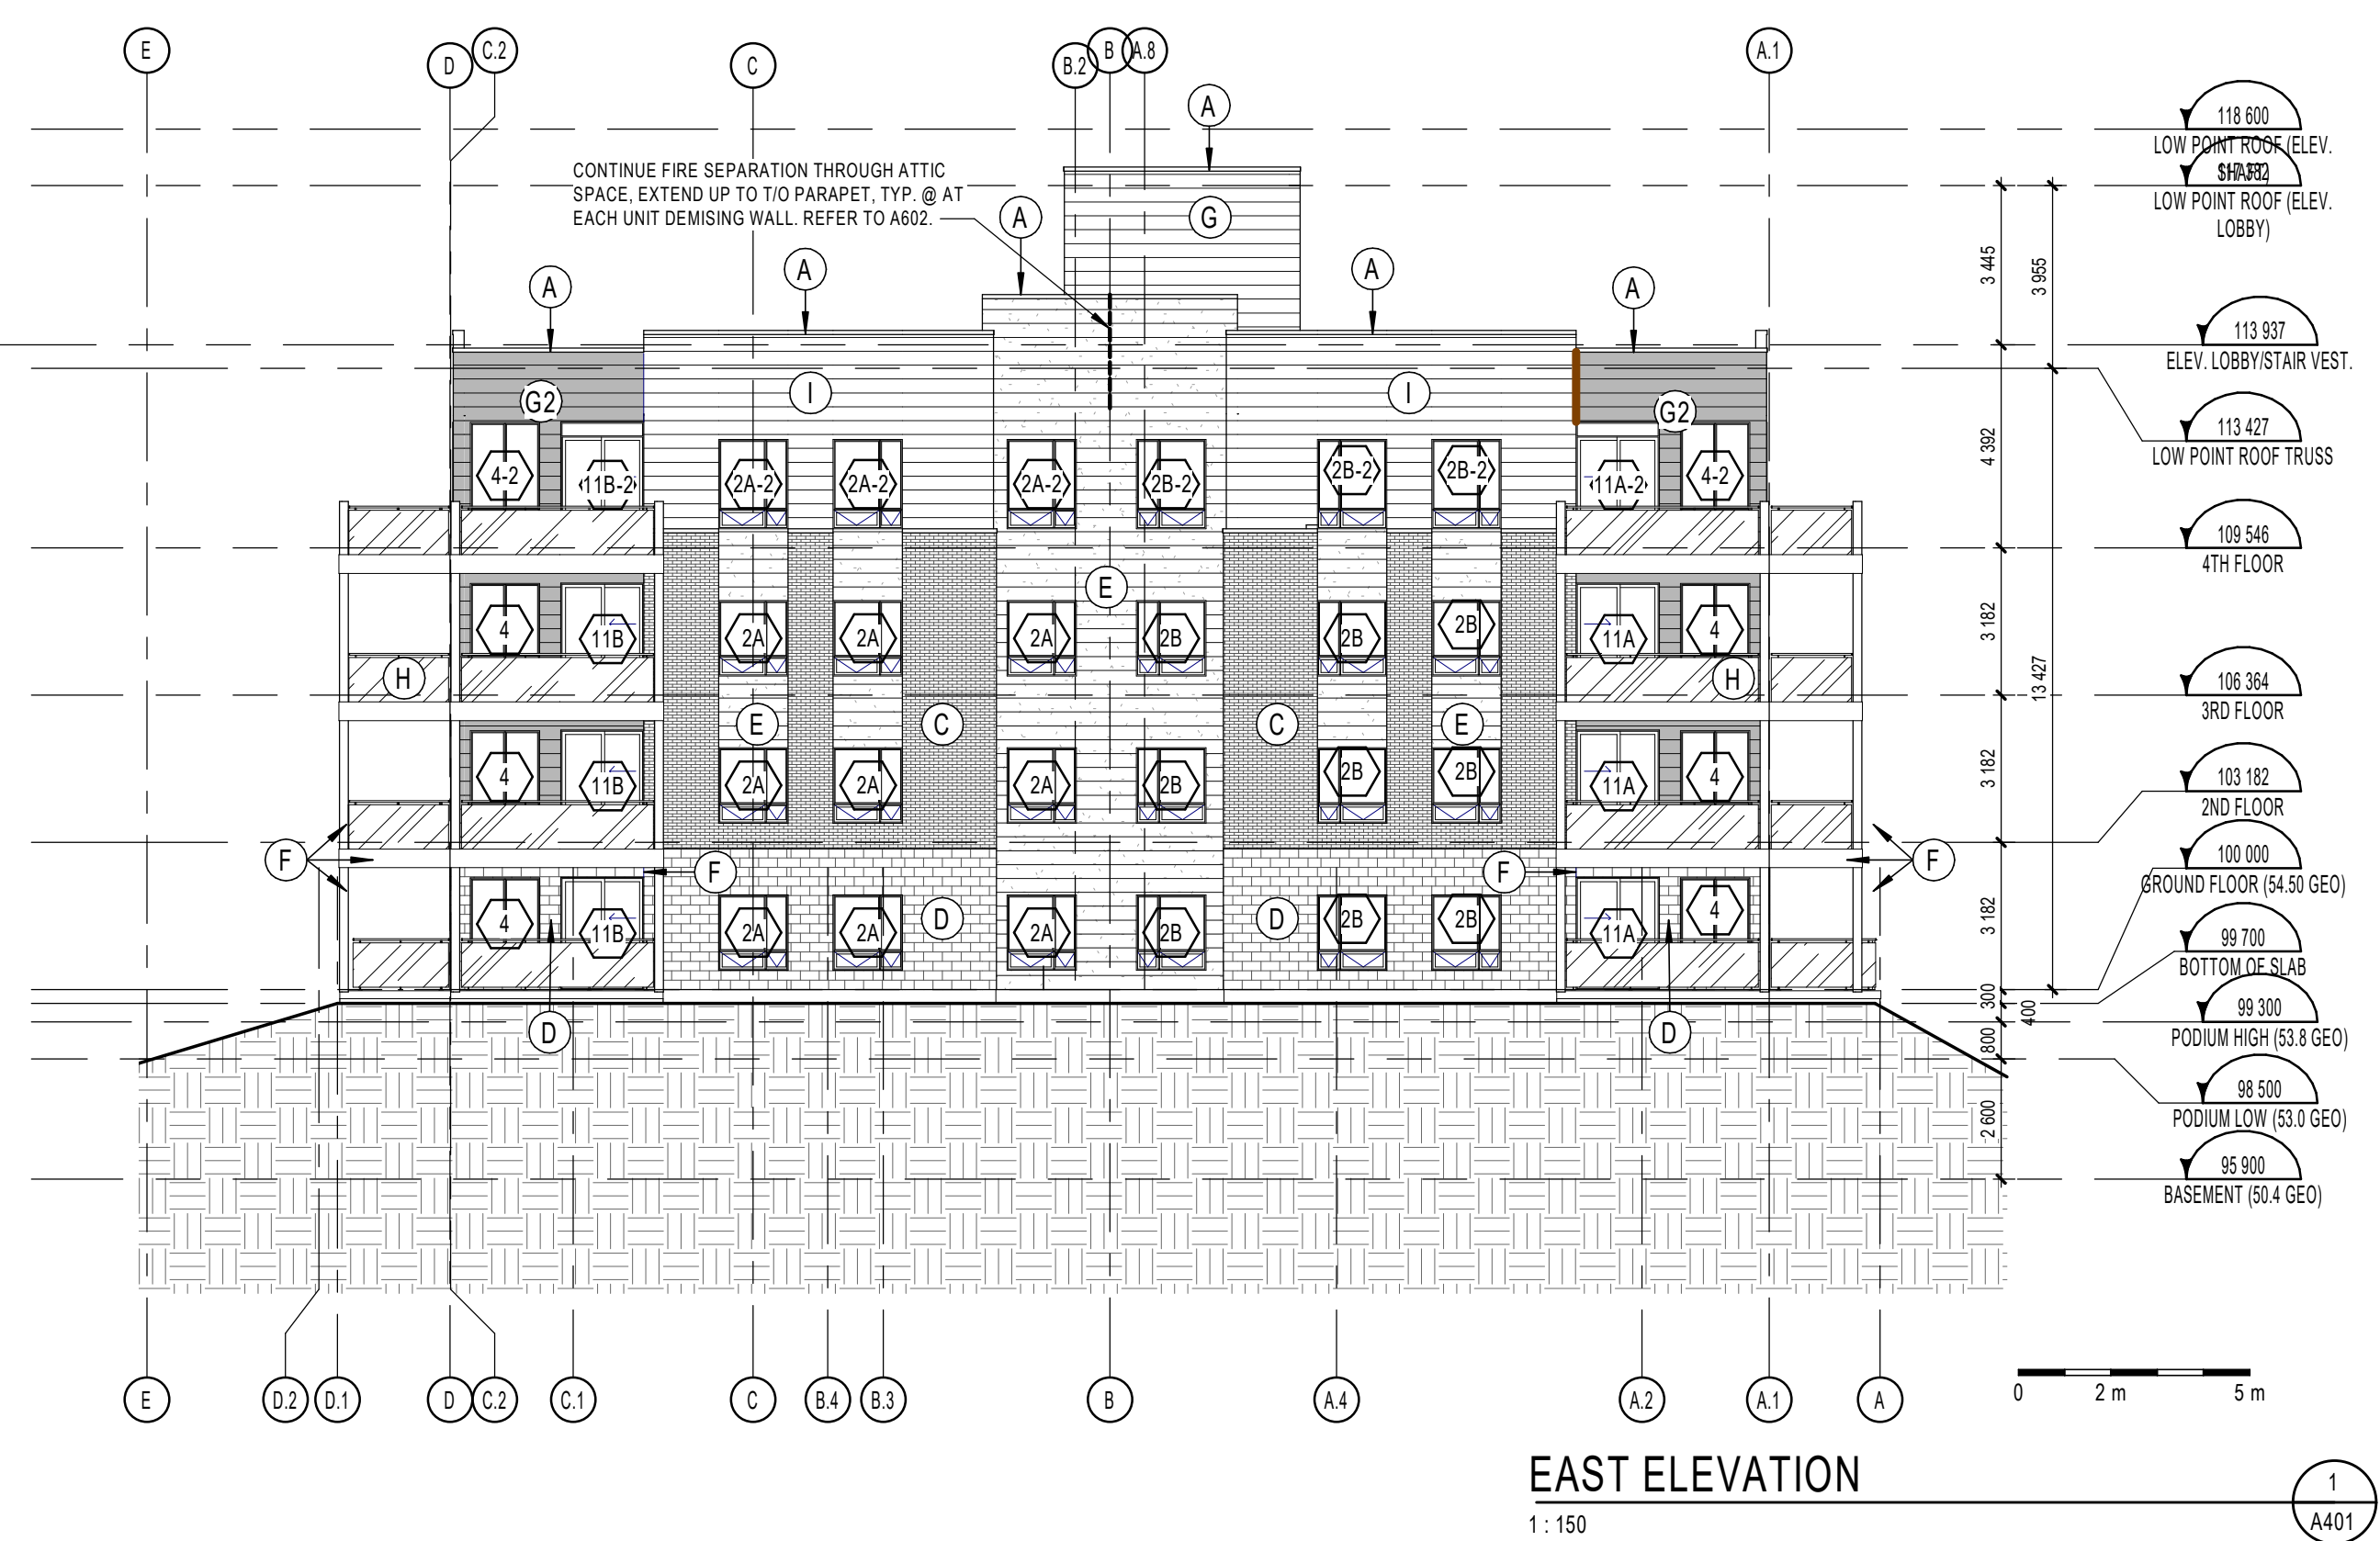 E
D
C.2
C
B.2
B
A.8
A.1
A
118 600
LOW POINT ROOF (ELEV.
SHAFT)
117 382
LOW POINT ROOF (ELEV.
LOBBY)
CONTINUE FIRE SEPARATION THROUGH ATTIC
SPACE, EXTEND UP TO T/O PARAPET, TYP. @ AT
EACH UNIT DEMISING WALL. REFER TO A602.
A
G
A
A
A
A
3 445
3 955
113 937
ELEV. LOBBY/STAIR VEST.
G2
I
I
G2
113 427
LOW POINT ROOF TRUSS
4 392
4-2
11B-2
2A-2
2A-2
2A-2
2B-2
2B-2
2B-2
11A-2
4-2
109 546
4TH FLOOR
E
4
11B
2A
2A
2A
2B
2B
2B
11A
4
3 182
H
H
13 427
106 364
3RD FLOOR
E
C
C
E
3 182
4
11B
2A
2A
2A
2B
2B
2B
11A
4
103 182
2ND FLOOR
F
F
F
F
100 000
GROUND FLOOR (54.50 GEO)
4
11B
2A
2A
D
2A
2B
D
2B
2B
11A
4
3 182
99 700
BOTTOM OF SLAB
300
400
D
D
99 300
PODIUM HIGH (53.8 GEO)
800
98 500
PODIUM LOW (53.0 GEO)
2 600
95 900
BASEMENT (50.4 GEO)
E
D.2
D.1
D
C.2
C.1
C
B.4
B.3
B
A.4
A.2
A.1
A
0
2 m
5 m
EAST ELEVATION
1 : 150
1
A401